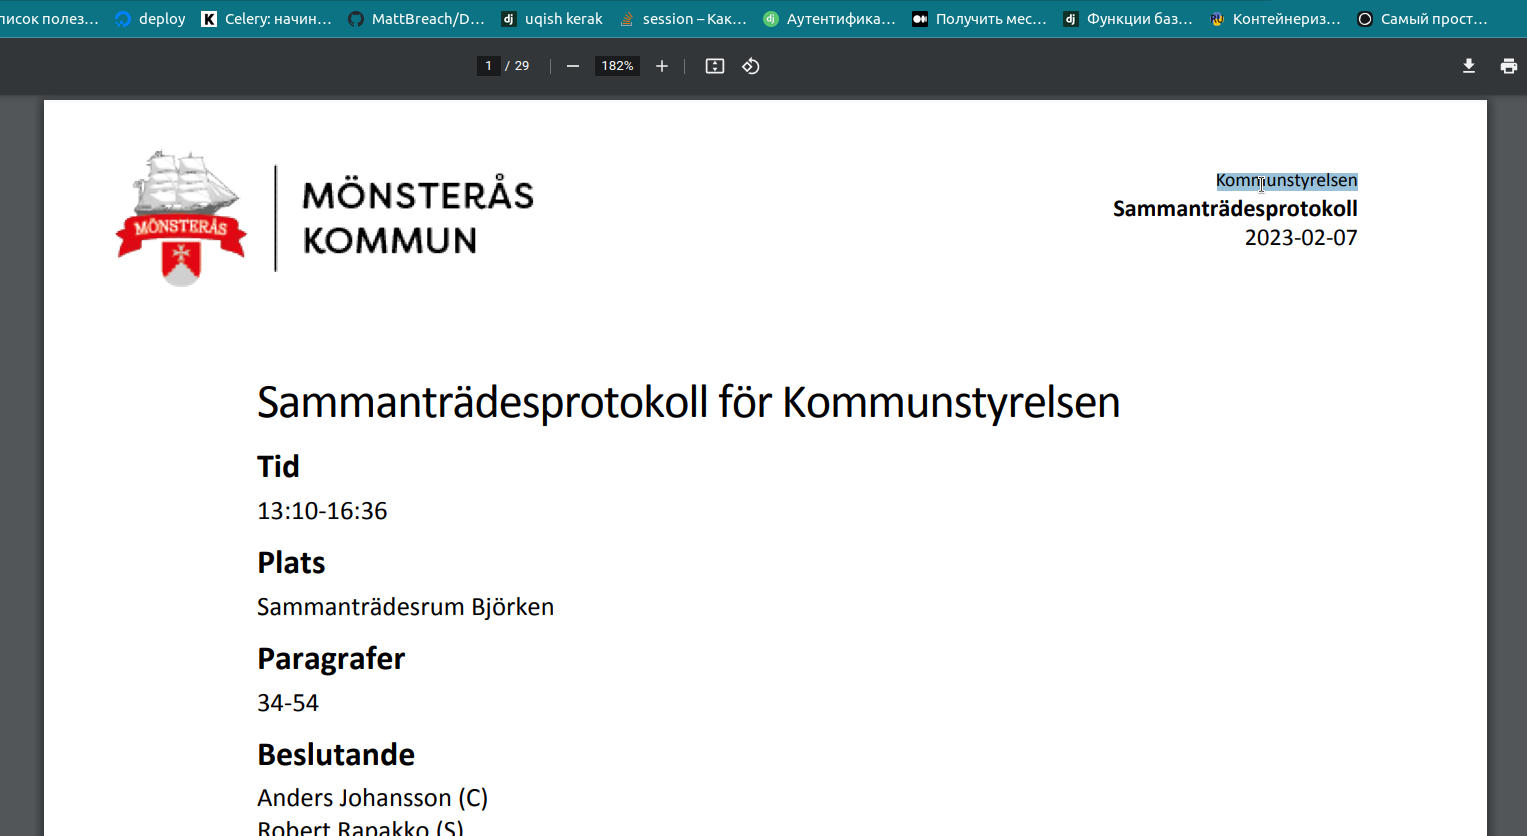 писок полез... deploy Celery: начин... MattBreach/D... uqish kerak session – Как... Аутентифика... Получить мес... Функции баз... Контейнериз... Самый прост...
1 / 29 182%
MÖNSTERÅS
MÖNSTERÅS
KOMMUN
Kommunstyrelsen
Sammanträdesprotokoll
2023-02-07
Sammanträdesprotokoll för Kommunstyrelsen
Tid
13:10-16:36
Plats
Sammanträdesrum Björken
Paragrafer
34-54
Beslutande
Anders Johansson (C)
Robert Rapakko (S)